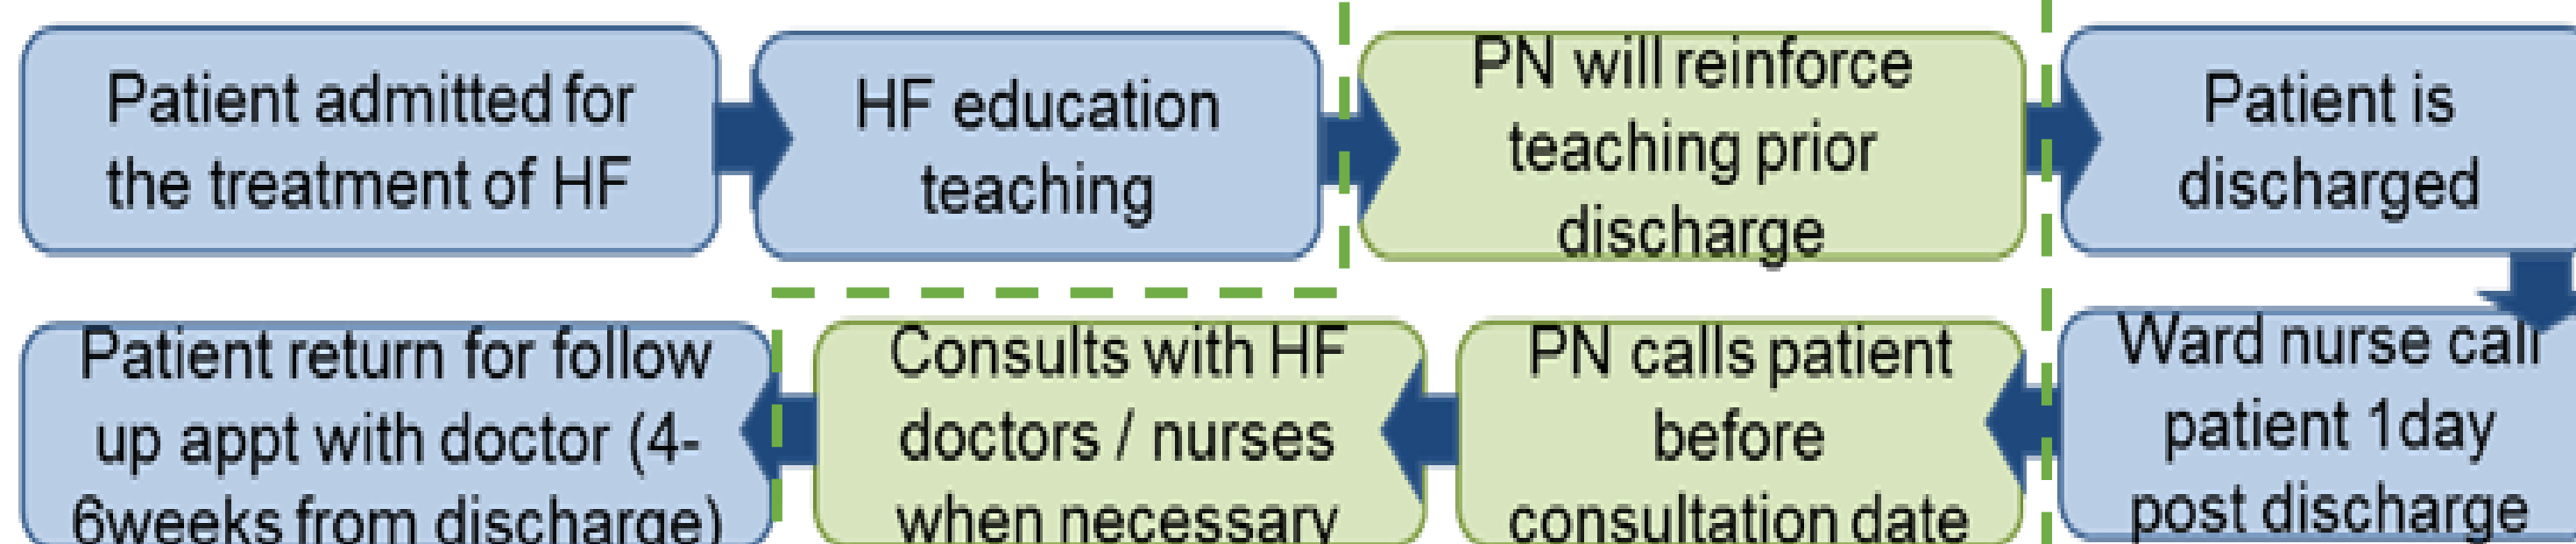 Patient admitted for
the treatment of HF
HF education
teaching
PN will reinforce
teaching prior
discharge
Patient is
discharged
Ward nurse call
patient 1day
post discharge
PN calls patient
before
consultation date
Consults with HF
doctors / nurses
when necessary
Patient return for follow
up appt with doctor (4-
6weeks from discharge)